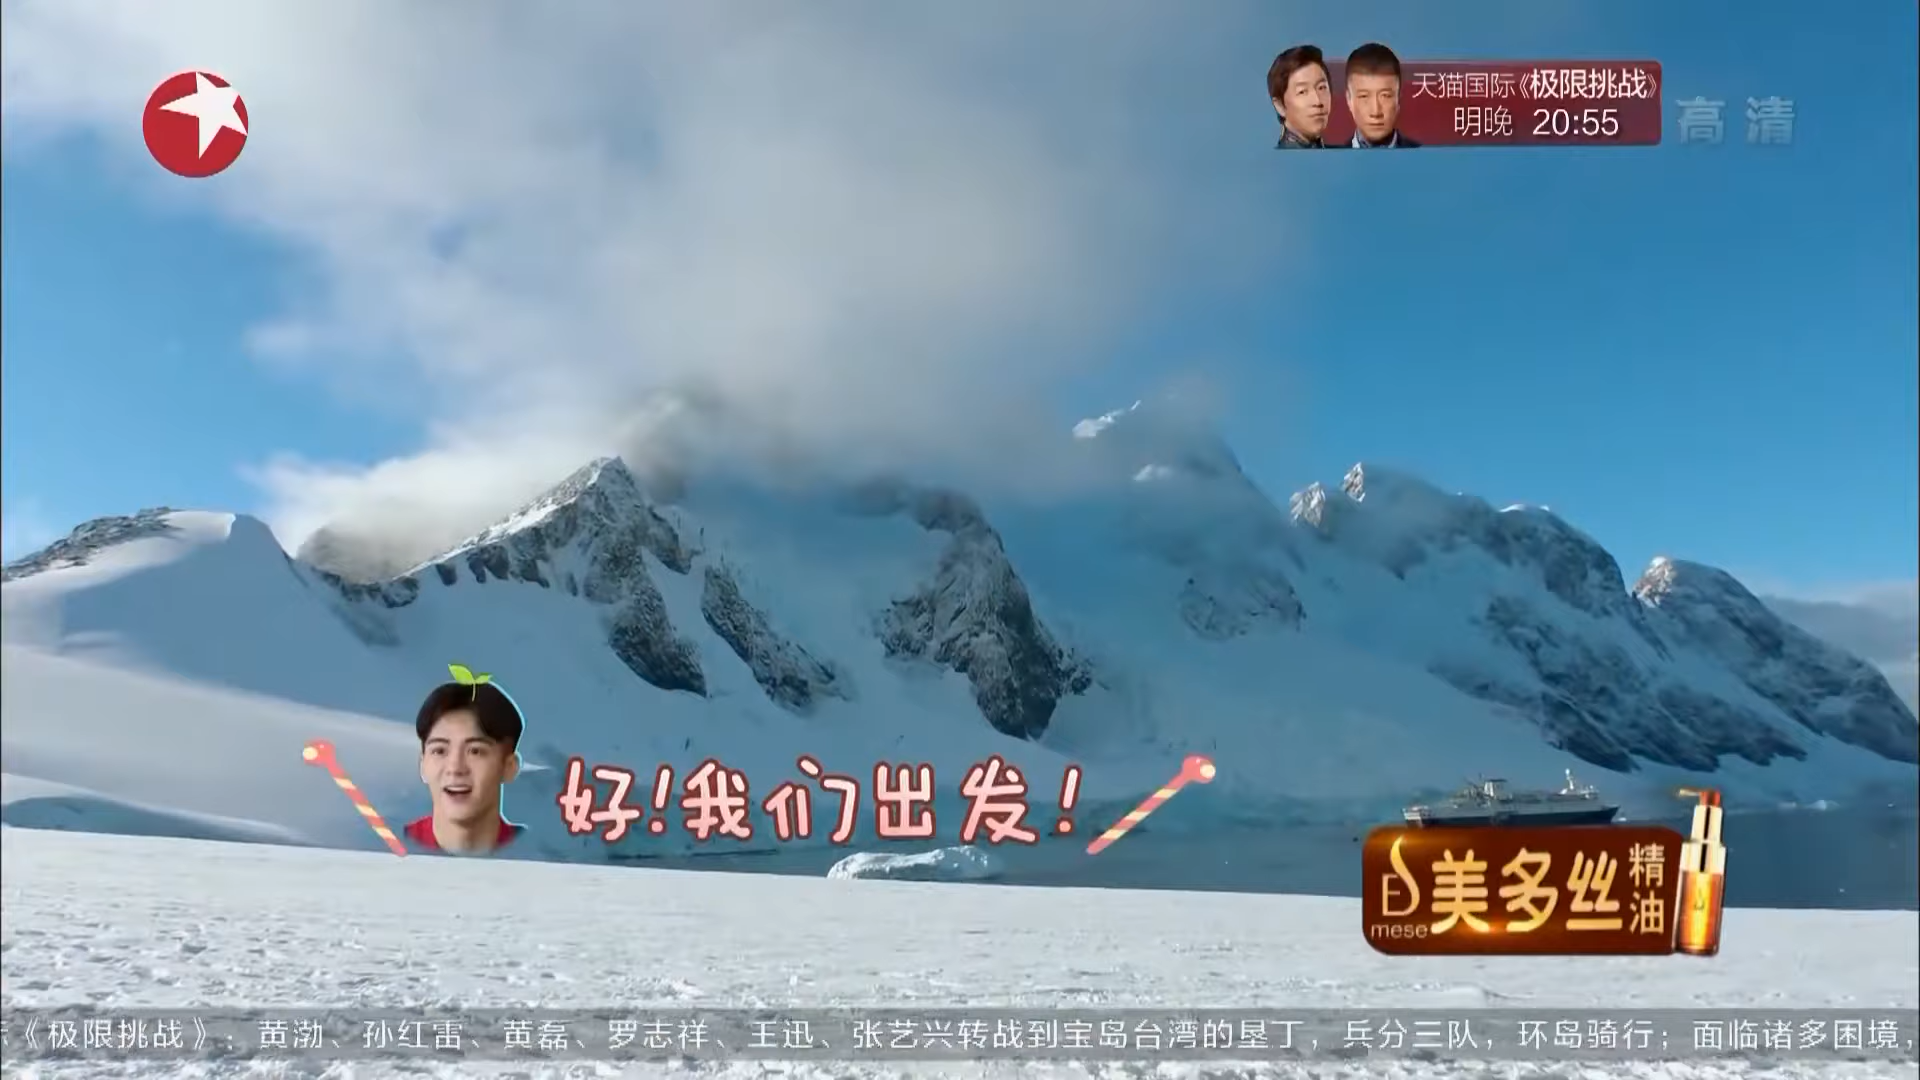 天猫国际《极限挑战》
明晚 20:55
高清
好!我们出发!
美多丝
精油
mese
《极限挑战》：黄渤、孙红雷、黄磊、罗志祥、王迅、张艺兴转战到宝岛台湾的垦丁，兵分三队，环岛骑行；面临诸多困境，